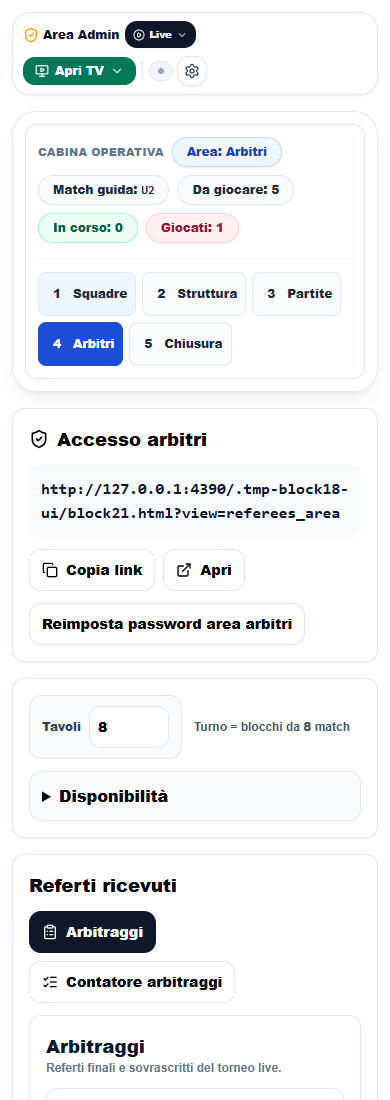 Area Admin Live
Apri TV
CABINA OPERATIVA Area: Arbitri
Match guida: U2 Da giocare: 5
In corso: 0 Giocati: 1
1 Squadre 2 Struttura 3 Partite
4 Arbitri 5 Chiusura
Accesso arbitri
http://127.0.0.1:4390/.tmp-block18-
ui/block21.html?view=referees_area
Copia link Apri
Reimposta password area arbitri
Tavoli 8 Turno = blocchi da 8 match
Disponibilità
Referti ricevuti
Arbitraggi
Contatore arbitraggi
Arbitraggi
Referti finali e sovrascritti del torneo live.